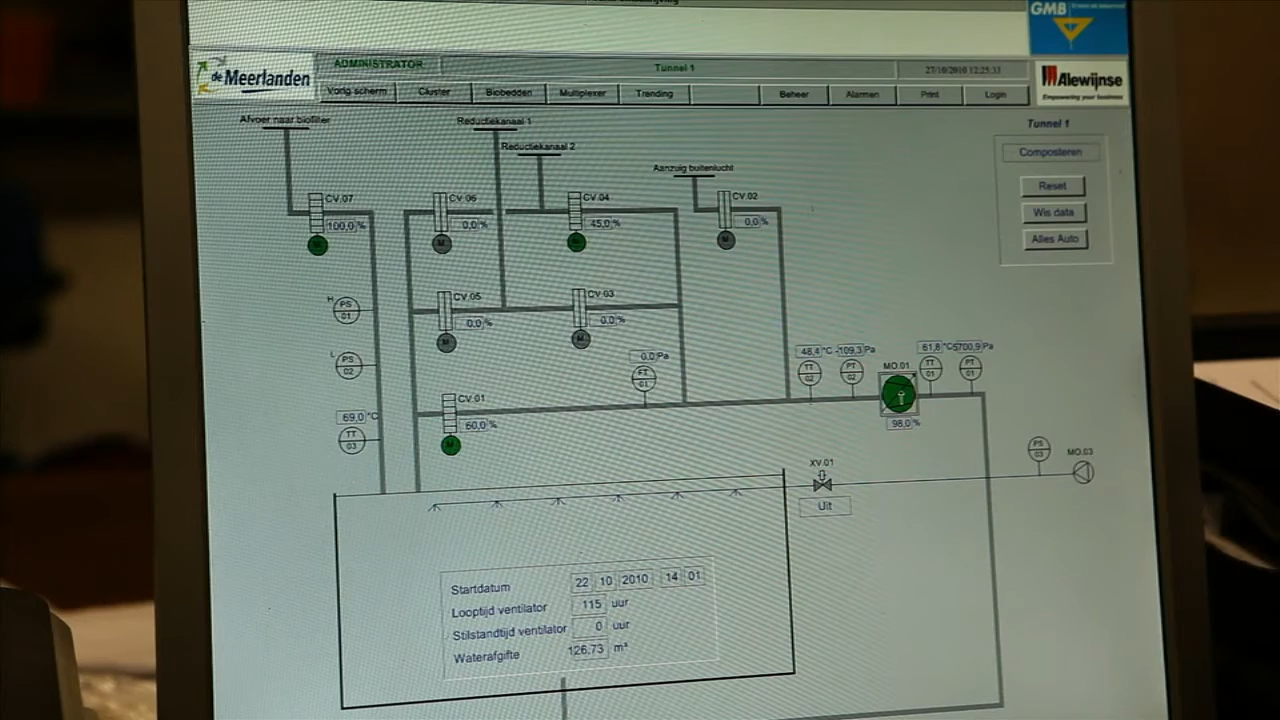 GMB
de Meerlanden
ADMINISTRATOR
Tunnel 1
27/10/2010 12:25:33
Alewijnse
Empowering your business
Vorig scherm
Cluster
Biobedden
Multiplexer
Trending
Beheer
Alarmen
Print
Login
Afvoer naar biofilter
Reductiekanaal 1
Reductiekanaal 2
Aanzuig buitenlucht
Tunnel 1
Composteren
Reset
Wis data
Alles Auto
CV.07
100,0 %
M
CV.06
0,0 %
M
CV.04
45,0 %
M
CV.02
0,0 %
M
H
PS
01
CV.05
0,0 %
M
CV.03
0,0 %
M
L
PS
02
0,0 Pa
FT
01
48,4 °C
TT
02
-109,3 Pa
PT
02
MO.01
98,0 %
61,8 °C
TT
01
5700,9 Pa
PT
01
CV.01
60,0 %
M
69,0 °C
TT
03
XV.01
Uit
PS
03
MO.03
Startdatum 22 10 2010 14 01
Looptijd ventilator 115 uur
Stilstandtijd ventilator 0 uur
Waterafgifte 126,73 m³